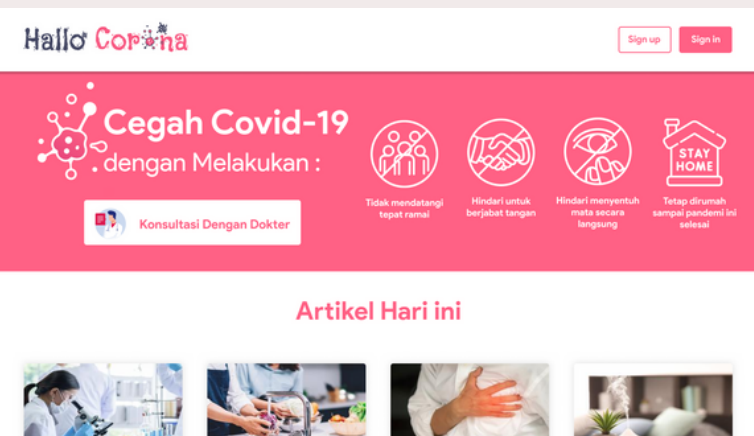 Hallo Corona
Sign up
Sign in
Cegah Covid-19
dengan Melakukan :
Konsultasi Dengan Dokter
Tidak mendatangi
tepat ramai
Hindari untuk
berjabat tangan
Hindari menyentuh
mata secara
langsung
STAY
HOME
Tetap dirumah
sampai pandemi ini
selesai
Artikel Hari ini